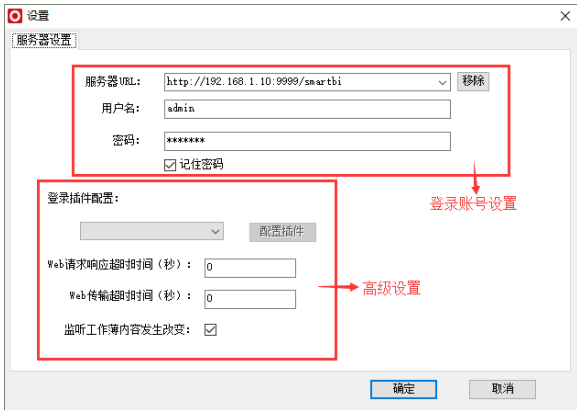 设置
服务器设置
服务器URL: http://192.168.1.10:9999/smartbi 移除
用户名: admin
密码: *******
记住密码
登录账号设置
登录插件配置:
配置插件
Web请求响应超时时间(秒): 0
Web传输超时时间(秒): 0
高级设置
监听工作薄内容发生改变:
确定 取消